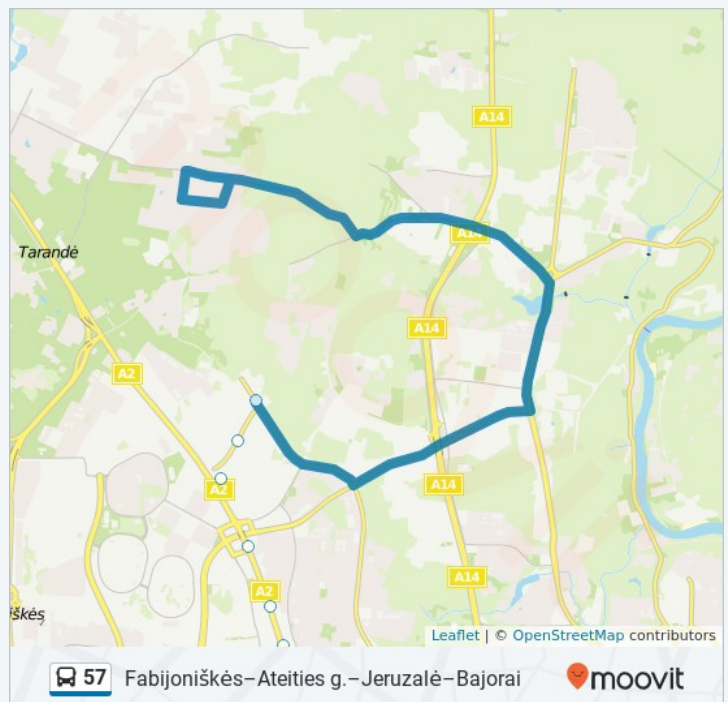 A14
Tarandė
A14
A14
A2
A2
A14
A14
A2
iškės
Leaflet | © OpenStreetMap contributors
57 Fabijoniškės–Ateities g.–Jeruzalė–Bajorai moovit